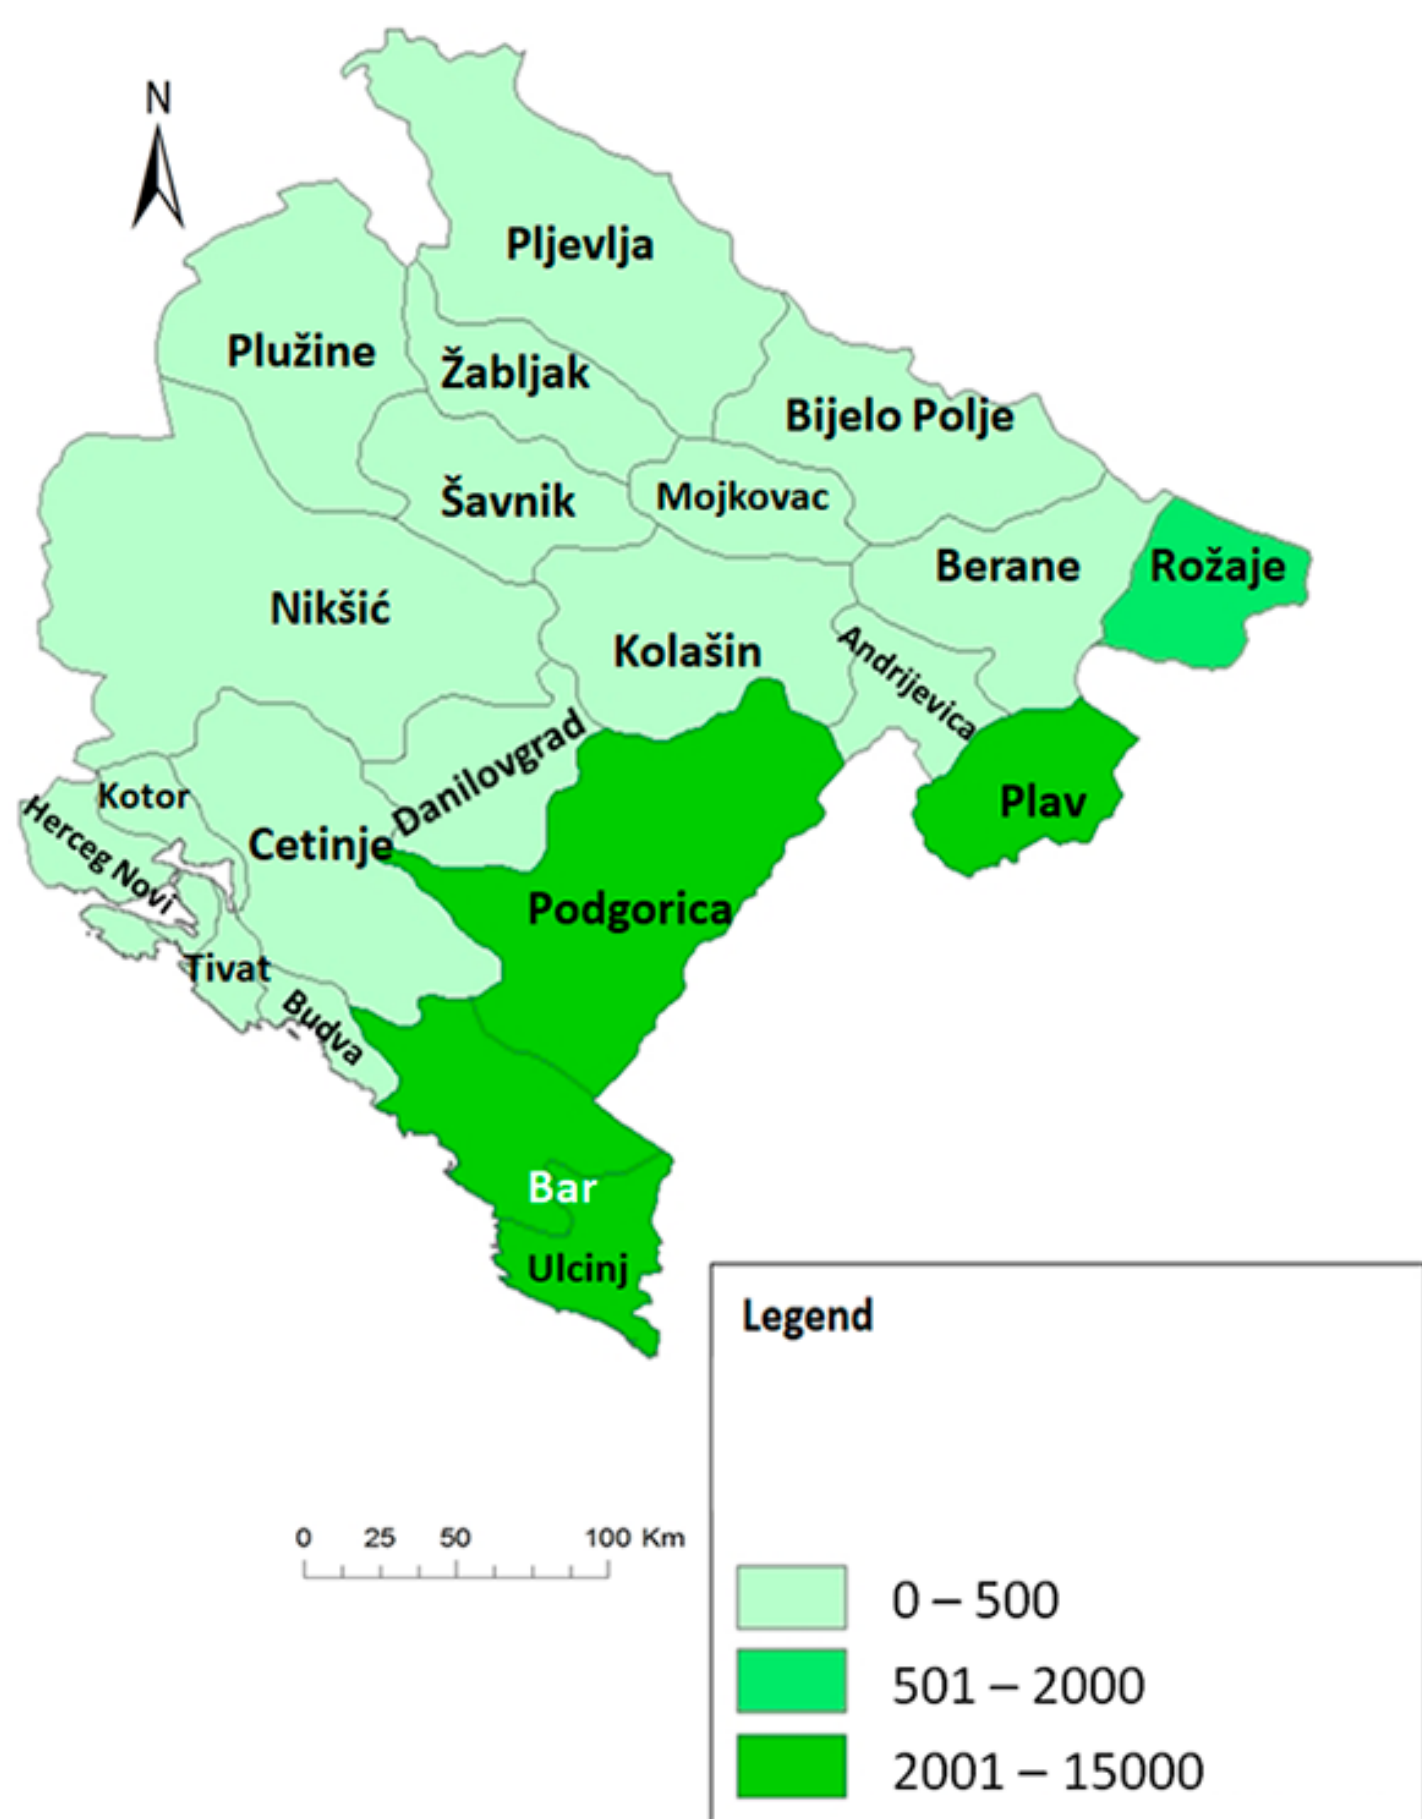 N
Pljevlja
Plužine
Žabljak
Bijelo Polje
Šavnik
Mojkovac
Berane
Rožaje
Nikšić
Kolašin
Andrijevica
Danilovgrad
Kotor
Herceg Novi
Cetinje
Plav
Podgorica
Tivat
Budva
Bar
Ulcinj
Legend
0 25 50 100 Km
0 – 500
501 – 2000
2001 – 15000